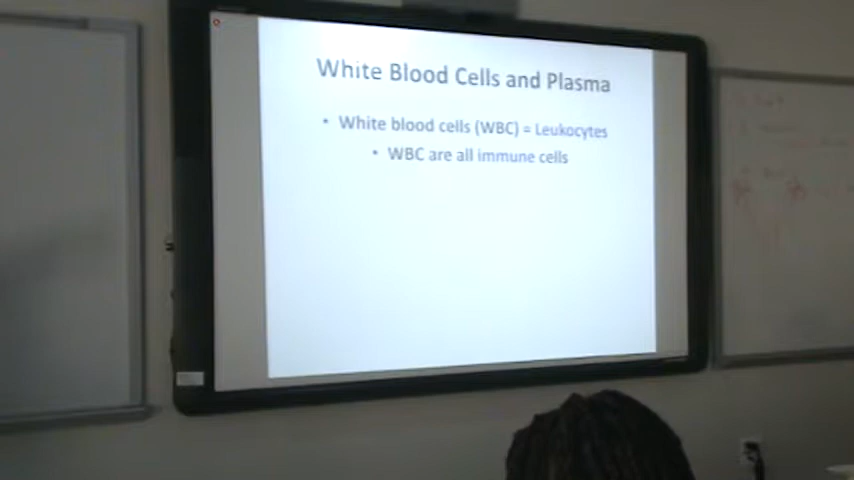 White Blood Cells and Plasma
• White blood cells (WBC) = Leukocytes
• WBC are all immune cells